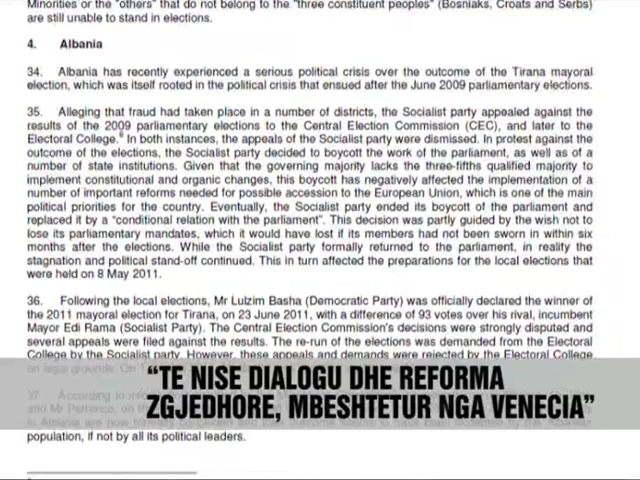 Minorities or the "others" that do not belong to the "three constituent peoples" (Bosniaks, Croats and Serbs)
are still unable to stand in elections.
4. Albania
34. Albania has recently experienced a serious political crisis over the outcome of the Tirana mayoral
election, which was itself rooted in the political crisis that ensued after the June 2009 parliamentary elections.
35. Alleging that fraud had taken place in a number of districts, the Socialist party appealed against the
results of the 2009 parliamentary elections to the Central Election Commission (CEC), and later to the
Electoral College. In both instances, the appeals of the Socialist party were dismissed. In protest against the
outcome of the elections, the Socialist party decided to boycott the work of the parliament, as well as of a
number of state institutions. Given that the governing majority lacks the three-fifths qualified majority to
implement constitutional and organic changes, this boycott has negatively affected the implementation of a
number of important reforms needed for possible accession to the European Union, which is one of the main
political priorities for the country. Eventually, the Socialist party ended its boycott of the parliament and
replaced it by a "conditional relation with the parliament". This decision was partly guided by the wish not to
lose its parliamentary mandates, which it would have lost if its members had not been sworn in within six
months after the elections. While the Socialist party formally returned to the parliament, in reality the
stagnation and political stand-off continued. This in turn affected the preparations for the local elections that
were held on 8 May 2011.
36. Following the local elections, Mr Lulzim Basha (Democratic Party) was officially declared the winner of
the 2011 mayoral election for Tirana, on 23 June 2011, with a difference of 93 votes over his rival, incumbent
Mayor Edi Rama (Socialist Party). The Central Election Commission's decisions were strongly disputed and
several appeals were filed against the results. The re-run of the elections was demanded from the Electoral
College by the Socialist party. However, these appeals and demands were rejected by the Electoral College
on legal grounds. On
"TE NISE DIALOGU DHE REFORMA
37 According to
ZGJEDHORE, MBESHTETUR NGA VENECIA"
and Mr
in Albania are now
population, if not by all its political leaders.